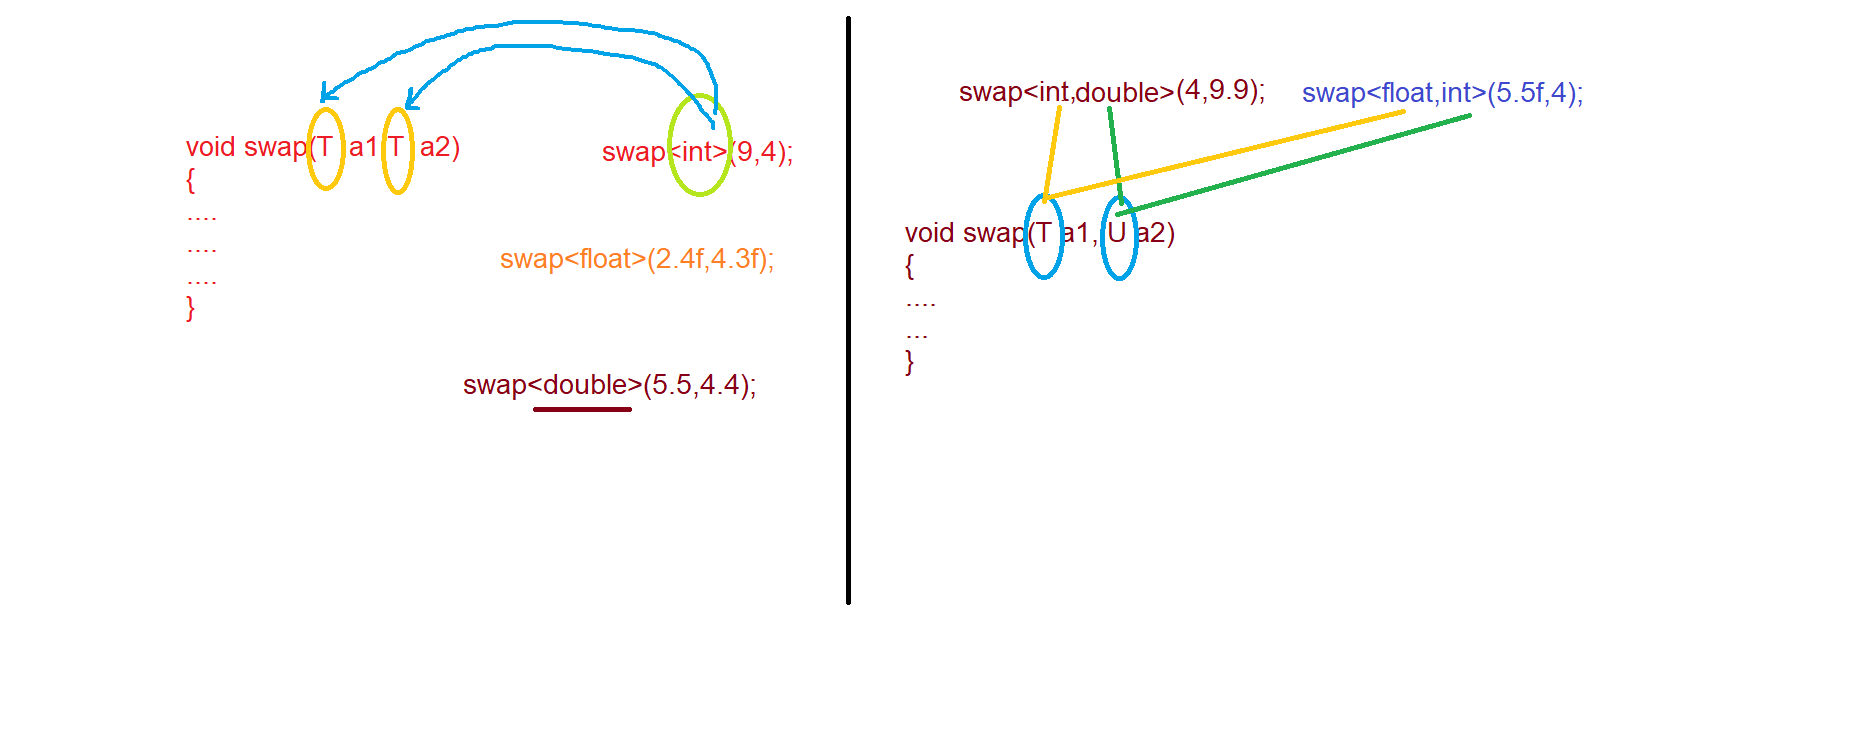 void swap(T a1 T a2)
{
....
....
....
}
swap<int>(9,4);
swap<float>(2.4f,4.3f);
swap<double>(5.5,4.4);
swap<int,double>(4,9.9);
swap<float,int>(5.5f,4);
void swap(T a1, U a2)
{
....
...
}